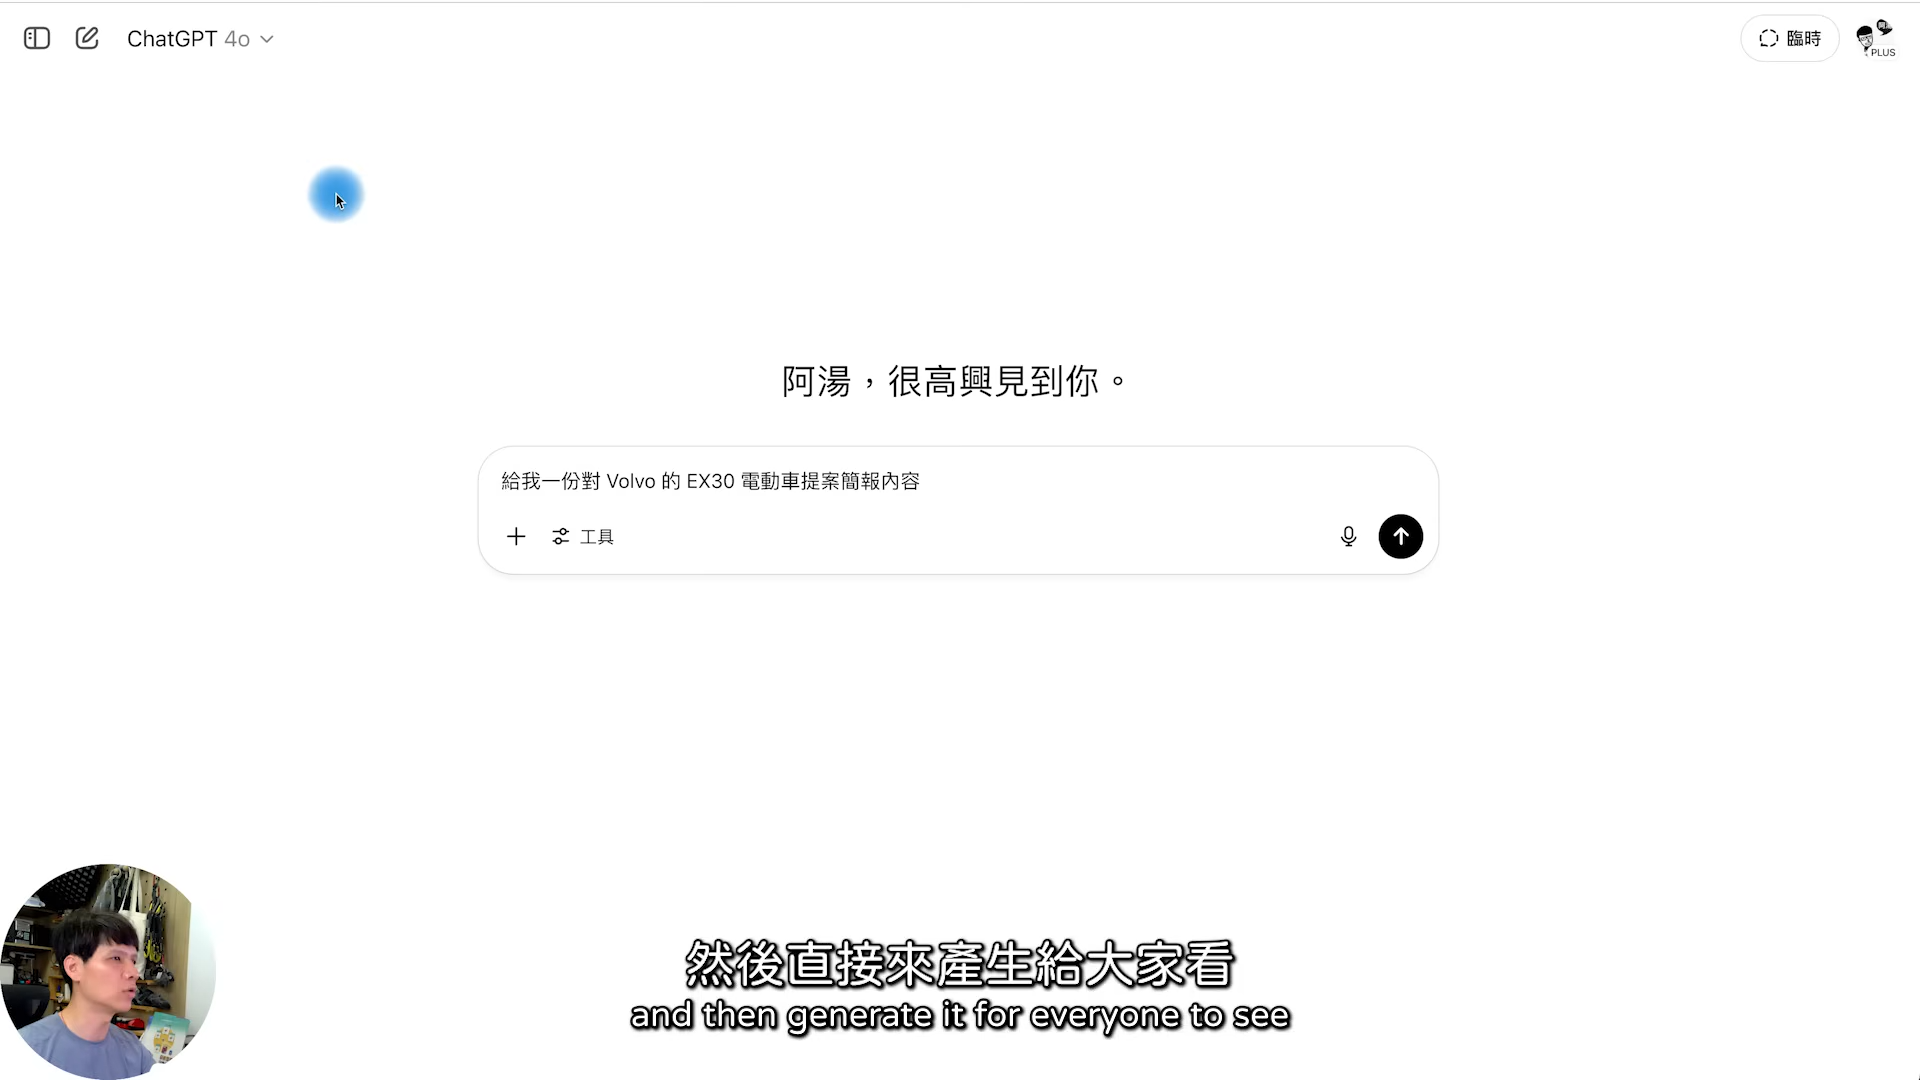 ChatGPT 4o
臨時
PLUS
阿湯，很高興見到你。
給我一份對 Volvo 的 EX30 電動車提案簡報內容
工具
然後直接來產生給大家看
and then generate it for everyone to see